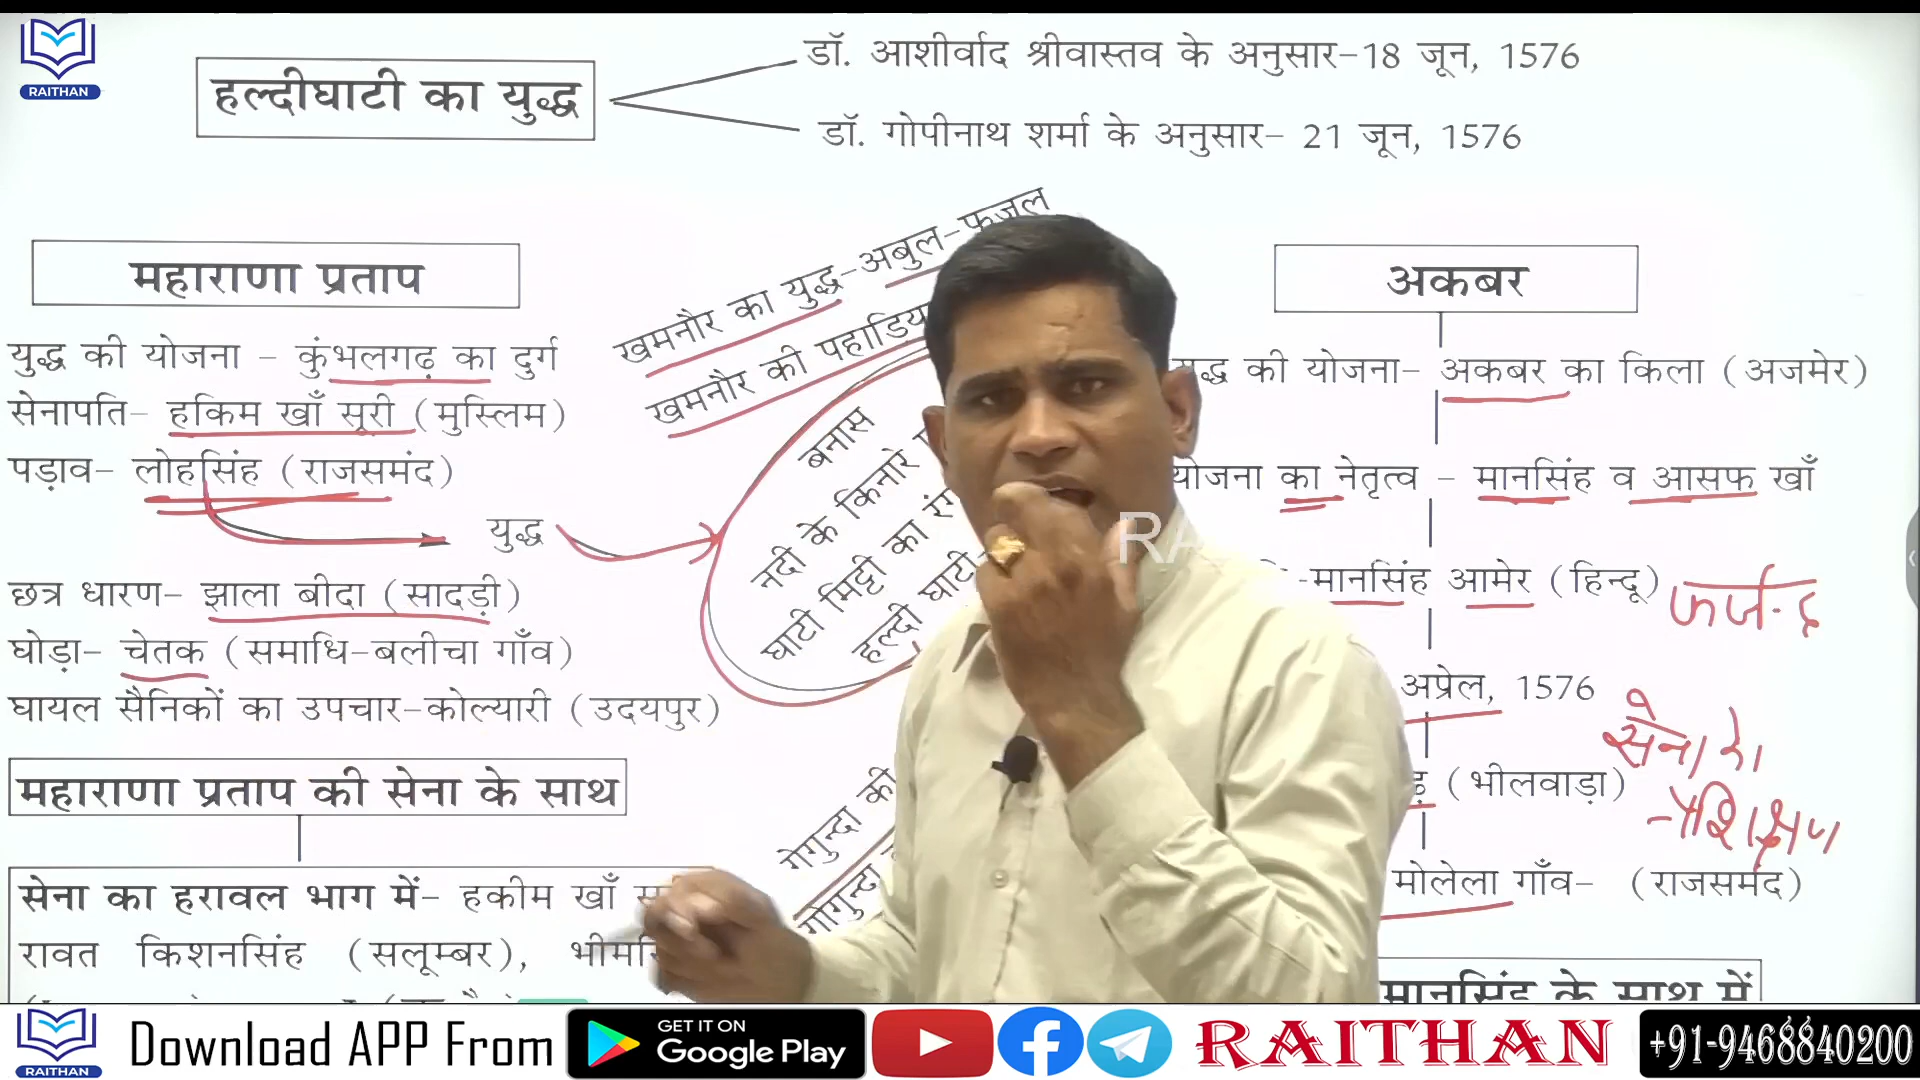 RAITHAN
हल्दीघाटी का युद्ध
डॉ. आशीर्वाद श्रीवास्तव के अनुसार-18 जून, 1576
डॉ. गोपीनाथ शर्मा के अनुसार- 21 जून, 1576
महाराणा प्रताप
युद्ध की योजना - कुंभलगढ़ का दुर्ग
सेनापति- हकिम खाँ सूरी (मुस्लिम)
पड़ाव- लोहसिंह (राजसमंद)
युद्ध
छत्र धारण- झाला बीदा (सादड़ी)
घोड़ा- चेतक (समाधि-बलीचा गाँव)
घायल सैनिकों का उपचार-कोल्यारी (उदयपुर)
महाराणा प्रताप की सेना के साथ
सेना का हरावल भाग में- हकीम खाँ
रावत किशनसिंह (सलूम्बर),
खमनौर का युद्ध-अबुल-फजल
खमनौर की
बनास
नदी के किनारे
घाटी मिट्टी का
हल्दी घाटी-
गोगुन्दा की
गोगुन्दा
अकबर
युद्ध की योजना- अकबर का किला (अजमेर)
योजना का नेतृत्व - मानसिंह व आसफ खाँ
-मानसिंह आमेर (हिन्दू)
अप्रेल, 1576
(भीलवाड़ा)
सेना
मोलेला गाँव- (राजसमंद)
मानसिंह के साथ में
RAITHAN
Download APP From
GET IT ON
Google Play
RAITHAN
+91-9468840200